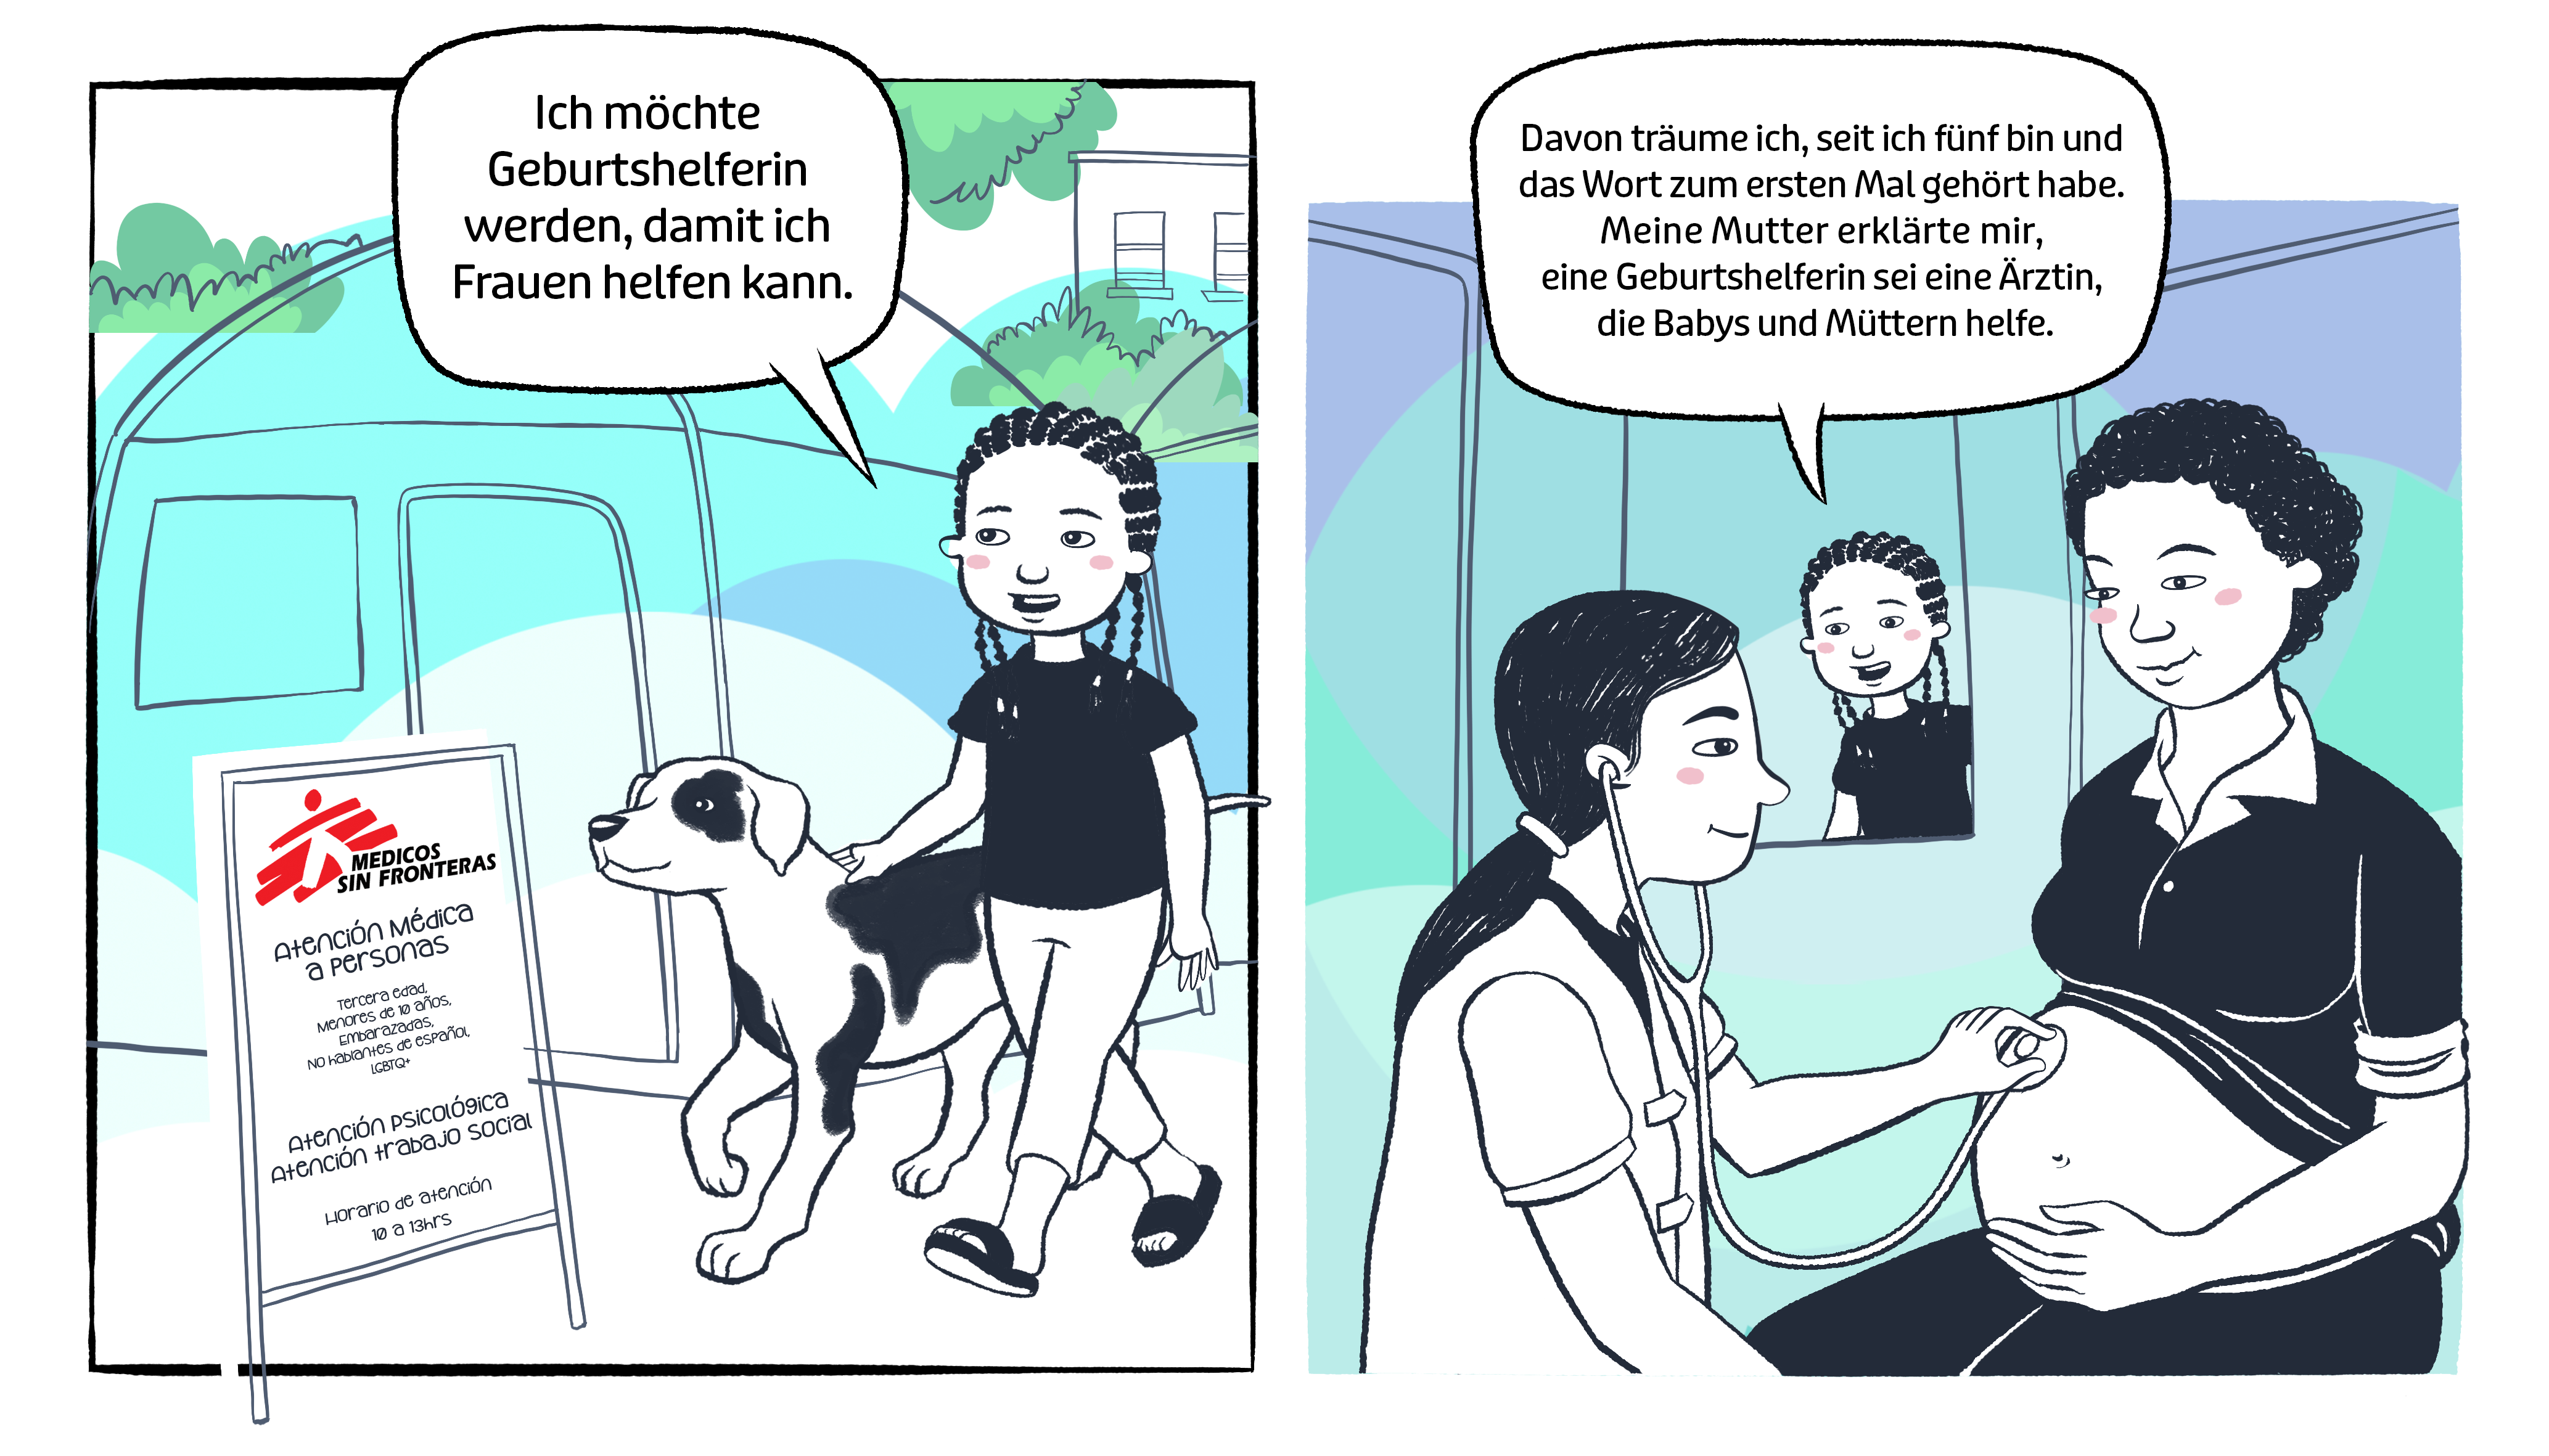 Ich möchte
Geburtshelferin
werden, damit ich
Frauen helfen kann.
MEDICOS
SIN FRONTERAS
Atención Médica
a Personas
Tercera edad,
Menores de 10 años,
Embarazadas,
No hablantes de español,
LGBTQ+
Atención Psicológica
Atención trabajo social
Horario de atención
10 a 13hrs
Davon träume ich, seit ich fünf bin und
das Wort zum ersten Mal gehört habe.
Meine Mutter erklärte mir,
eine Geburtshelferin sei eine Ärztin,
die Babys und Müttern helfe.